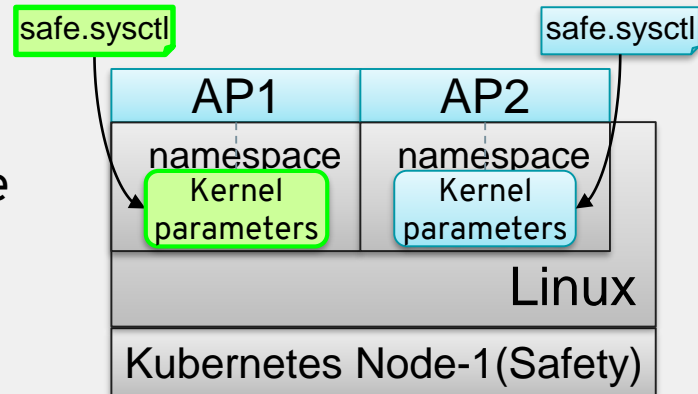 safe.sysctl
safe.sysctl
AP1
AP2
namespace
namespace
e
Kernel
parameters
Kernel
parameters
Linux
Kubernetes Node-1(Safety)